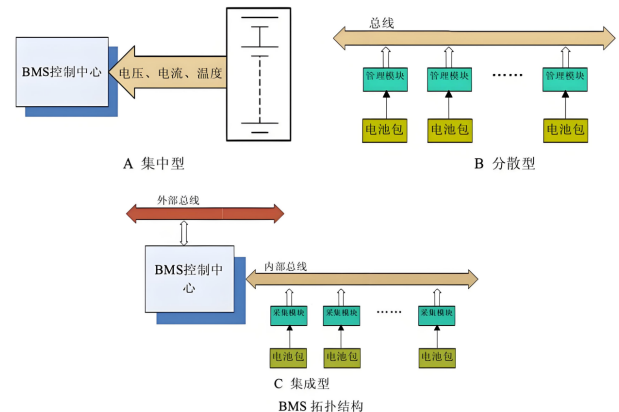 BMS控制中心
电压、电流、温度
A 集中型
总线
管理模块 管理模块 …… 管理模块
电池包 电池包 电池包
B 分散型
外部总线
BMS控制中
心
内部总线
采集模块 采集模块 …… 采集模块
电池包 电池包 电池包
C 集成型
BMS 拓扑结构